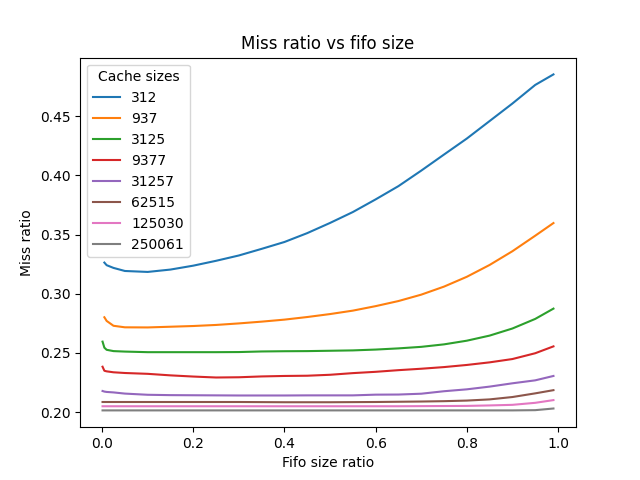 Miss ratio vs fifo size
Cache sizes
312
937
3125
9377
31257
62515
125030
250061
Miss ratio
0.45
0.40
0.35
0.30
0.25
0.20
0.0 0.2 0.4 0.6 0.8 1.0
Fifo size ratio